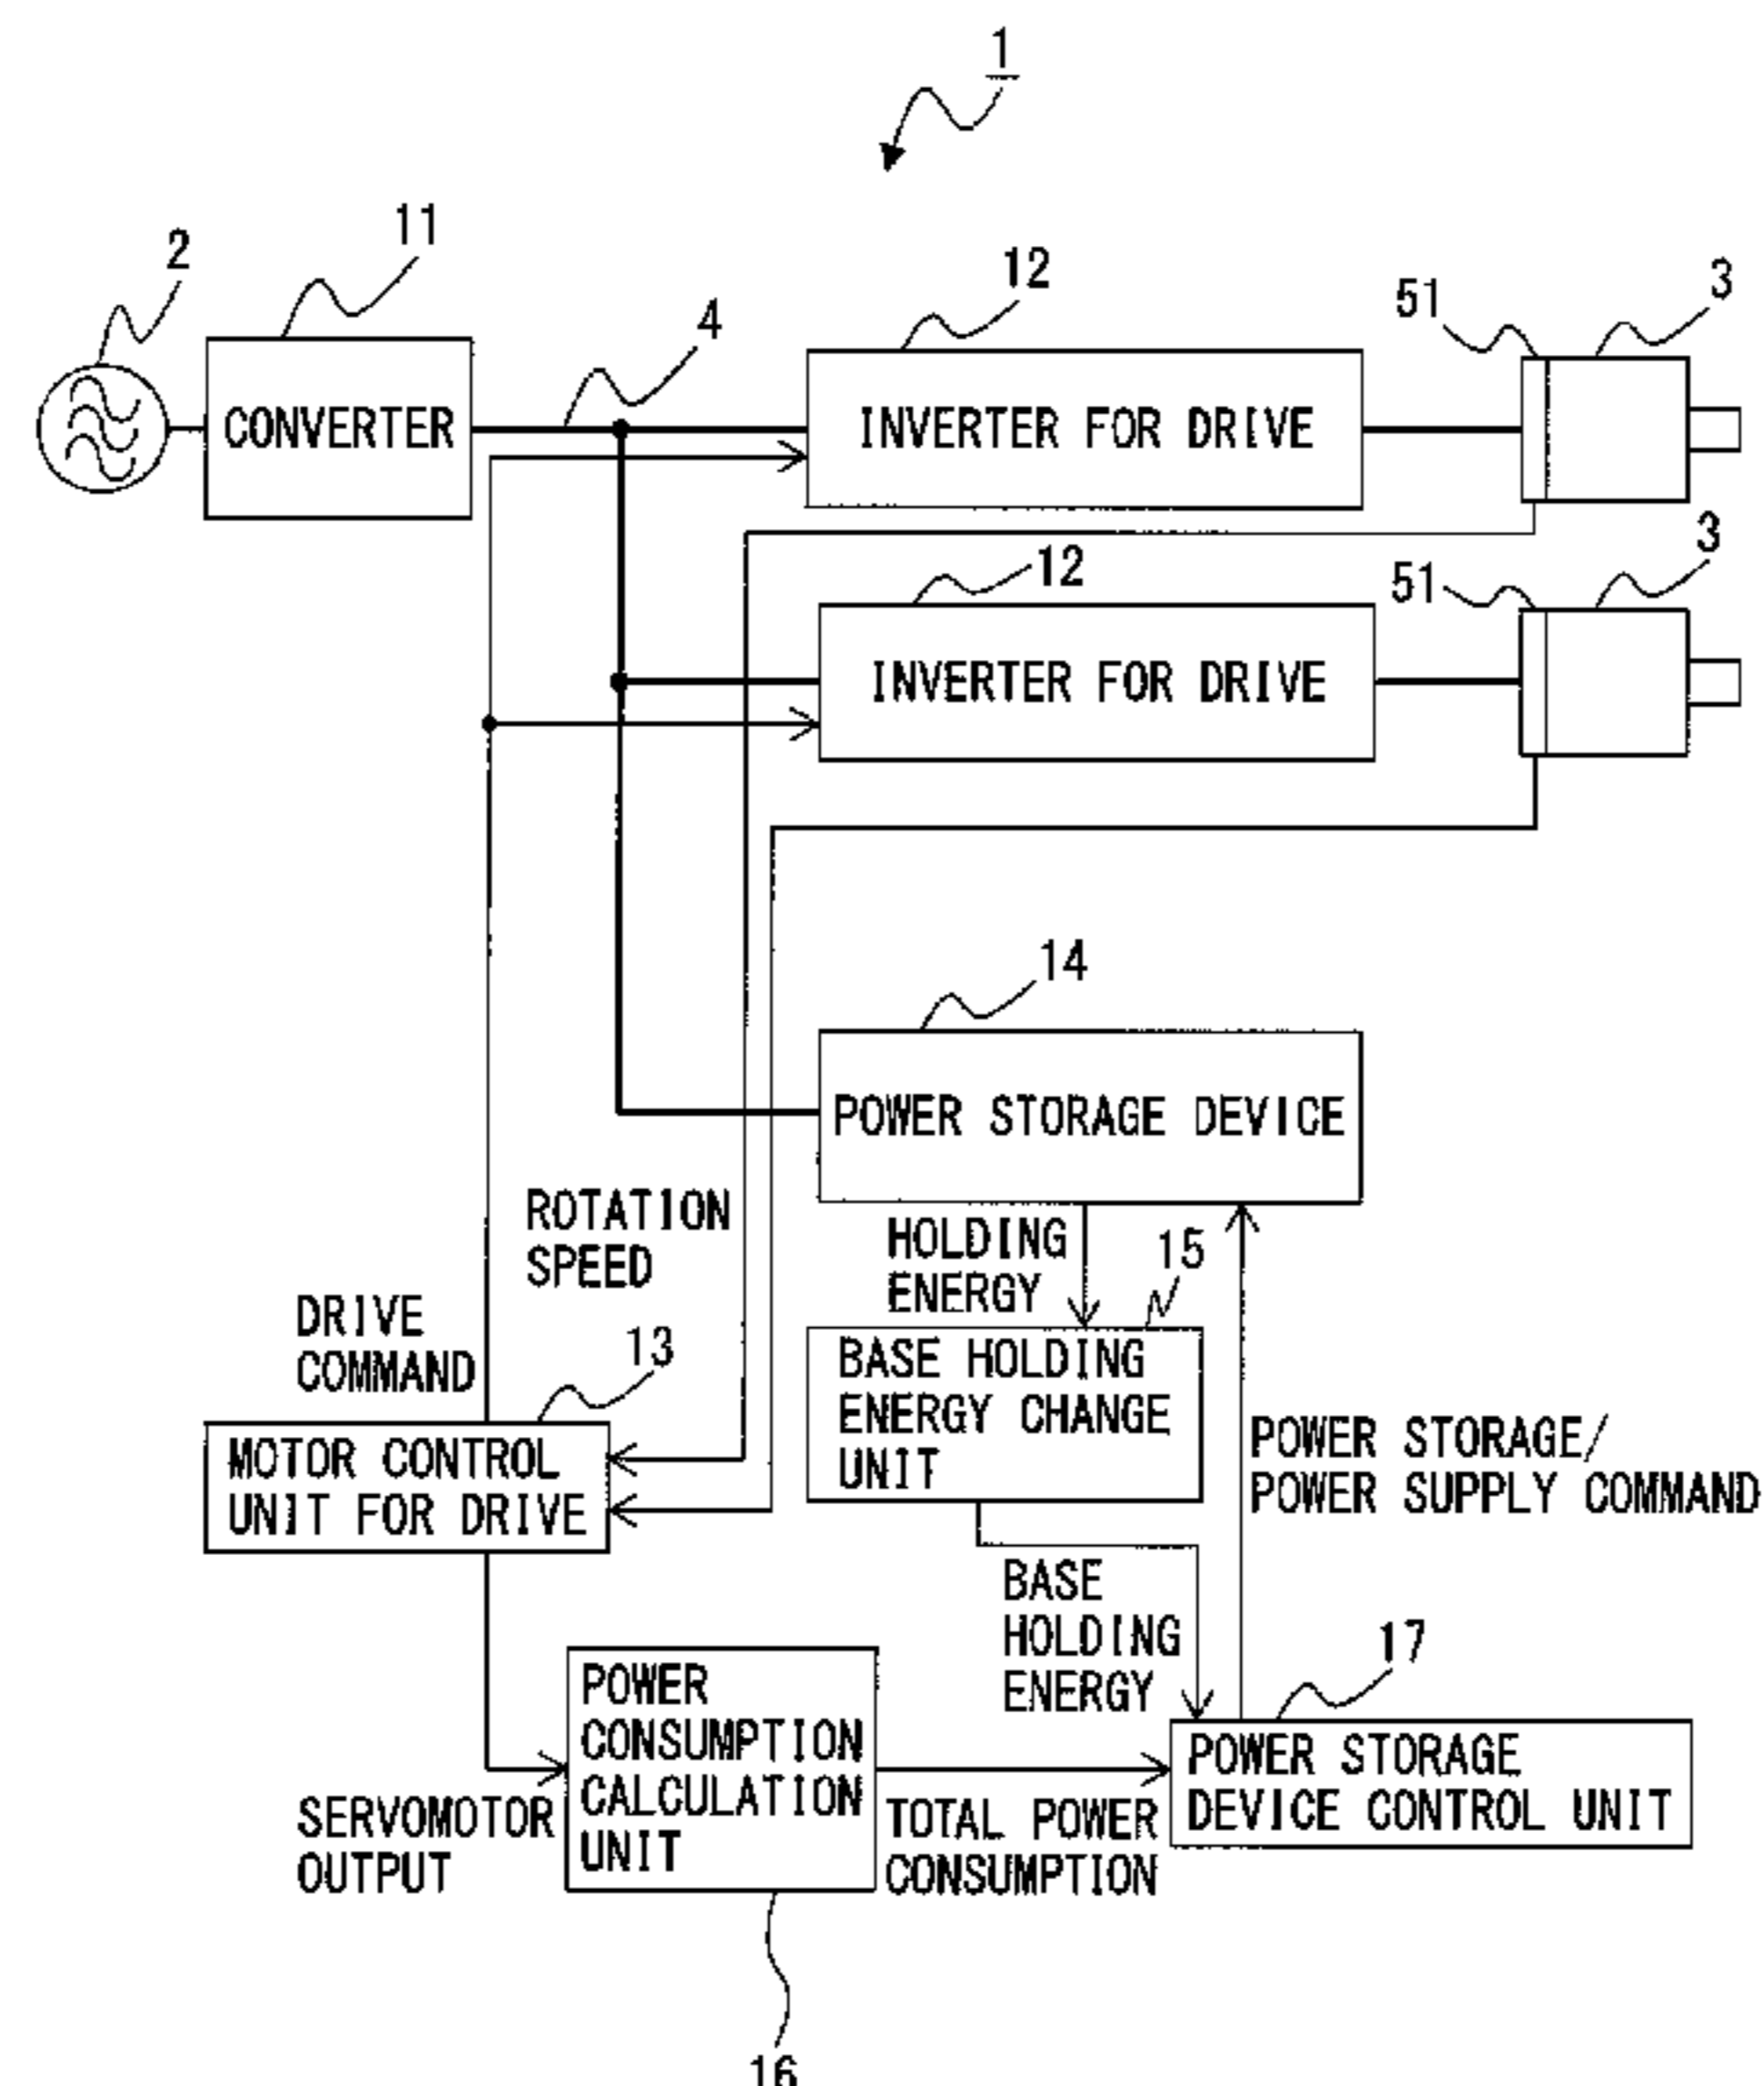 1
11
2
12
3
4
51
CONVERTER
INVERTER FOR DRIVE
3
12
51
INVERTER FOR DRIVE
14
POWER STORAGE DEVICE
ROTATION
SPEED
HOLDING
ENERGY
15
DRIVE
COMMAND
13
BASE HOLDING
ENERGY CHANGE
UNIT
MOTOR CONTROL
UNIT FOR DRIVE
POWER STORAGE/
POWER SUPPLY COMMAND
BASE
HOLDING
ENERGY
17
POWER
CONSUMPTION
CALCULATION
UNIT
POWER STORAGE
DEVICE CONTROL UNIT
SERVOMOTOR
OUTPUT
TOTAL POWER
CONSUMPTION
16